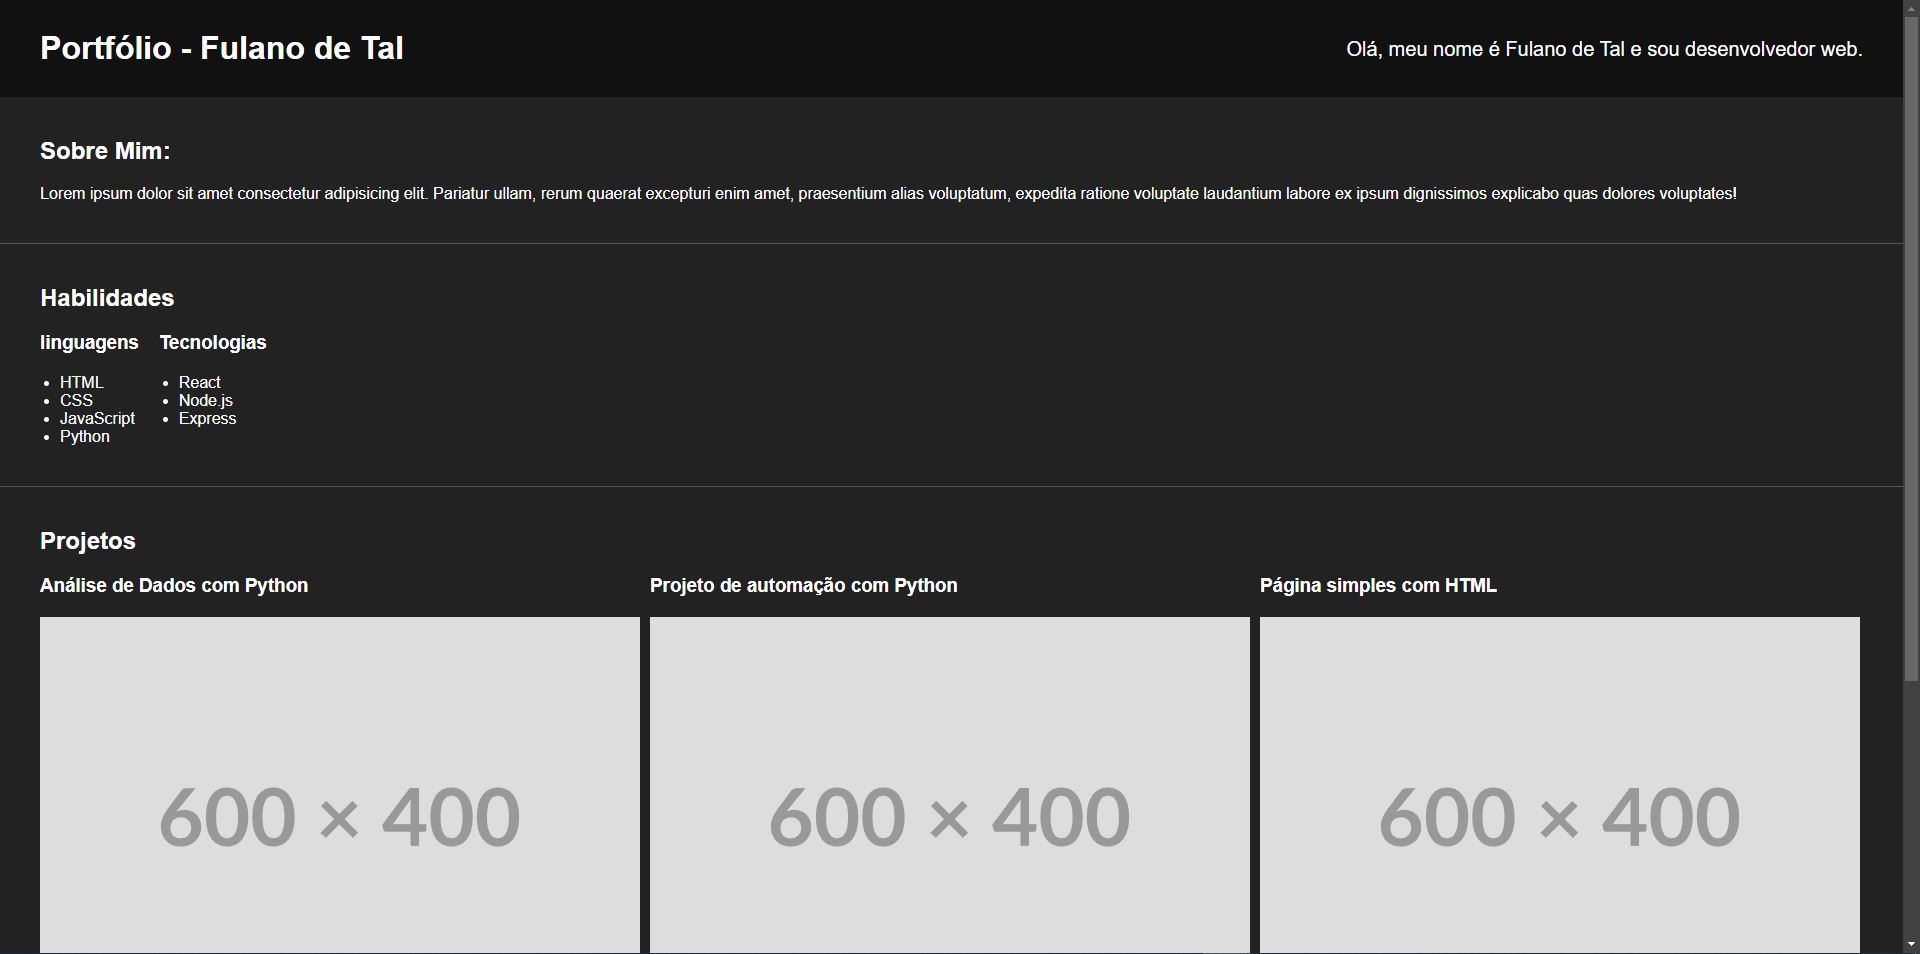 Portfólio - Fulano de Tal
Olá, meu nome é Fulano de Tal e sou desenvolvedor web.
Sobre Mim:
Lorem ipsum dolor sit amet consectetur adipisicing elit. Pariatur ullam, rerum quaerat excepturi enim amet, praesentium alias voluptatum, expedita ratione voluptate laudantium labore ex ipsum dignissimos explicabo quas dolores voluptates!
Habilidades
linguagens
HTML
CSS
JavaScript
Python
Tecnologias
React
Node.js
Express
Projetos
Análise de Dados com Python
600 × 400
Projeto de automação com Python
600 × 400
Página simples com HTML
600 × 400